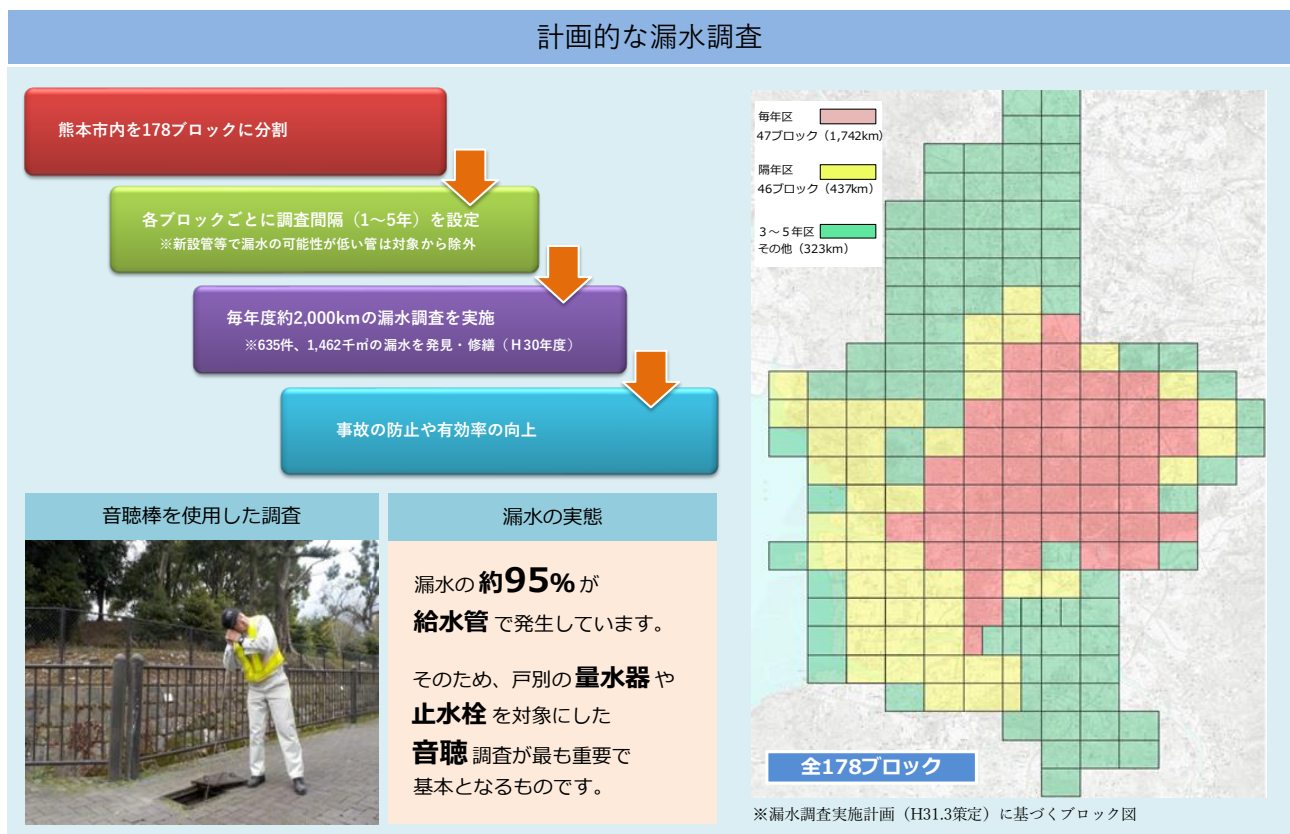 計画的な漏水調査
熊本市内を178ブロックに分割
各ブロックごとに調査間隔（1～5年）を設定
※新設管等で漏水の可能性が低い管は対象から除外
毎年度約2,000kmの漏水調査を実施
※635件、1,462千㎥の漏水を発見・修繕（H30年度）
事故の防止や有効率の向上
音聴棒を使用した調査
漏水の実態
漏水の約95%が
給水管で発生しています。
そのため、戸別の量水器や
止水栓を対象にした
音聴調査が最も重要で
基本となるものです。
毎年区
47ブロック（1,742km）
隔年区
46ブロック（437km）
３～５年区
その他（323km）
全178ブロック
※漏水調査実施計画（H31.3策定）に基づくブロック図